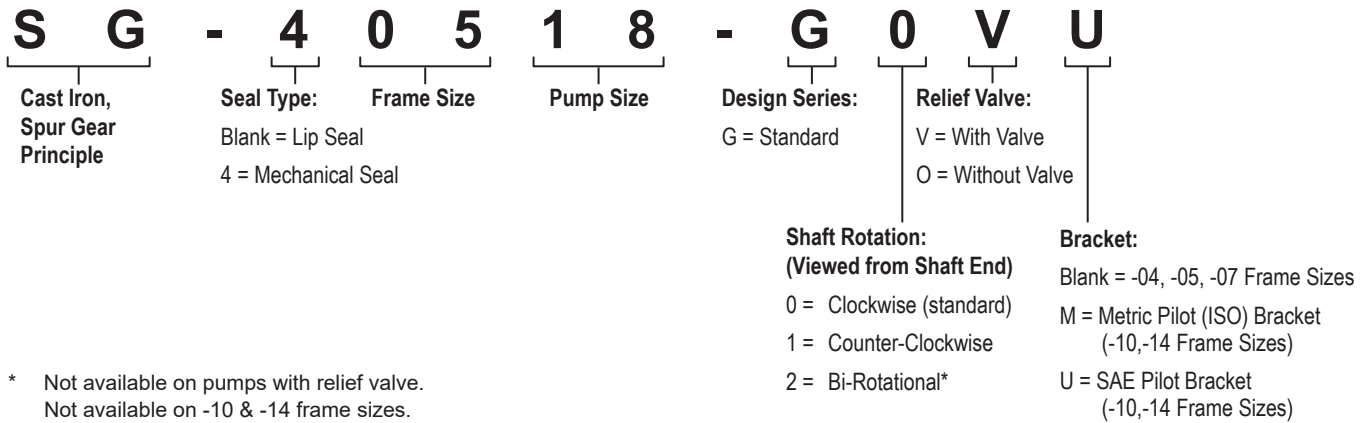 S G - 4 0 5 1 8 - G 0 V U
Cast Iron,
Spur Gear
Principle
Seal Type:
Blank = Lip Seal
4 = Mechanical Seal
Frame Size
Pump Size
Design Series:
G = Standard
Relief Valve:
V = With Valve
O = Without Valve
Shaft Rotation:
(Viewed from Shaft End)
0 = Clockwise (standard)
1 = Counter-Clockwise
2 = Bi-Rotational*
Bracket:
Blank = -04, -05, -07 Frame Sizes
M = Metric Pilot (ISO) Bracket
(-10,-14 Frame Sizes)
U = SAE Pilot Bracket
(-10,-14 Frame Sizes)
* Not available on pumps with relief valve.
Not available on -10 & -14 frame sizes.